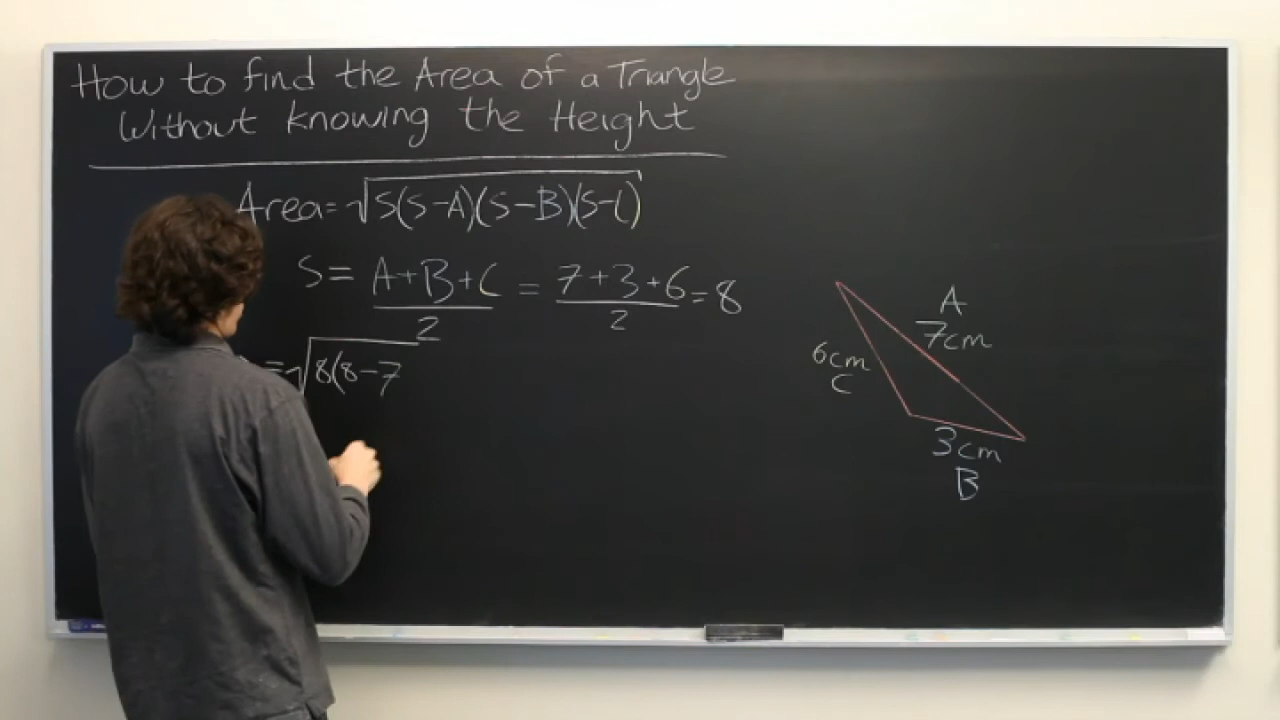 How to find the Area of a Triangle
Without knowing the Height
Area=√S(S-A)(S-B)(S-C)
S= A+B+C/2 = 7+3+6/2 =8
=√8(8-7
A
7cm
6cm
C
3cm
B